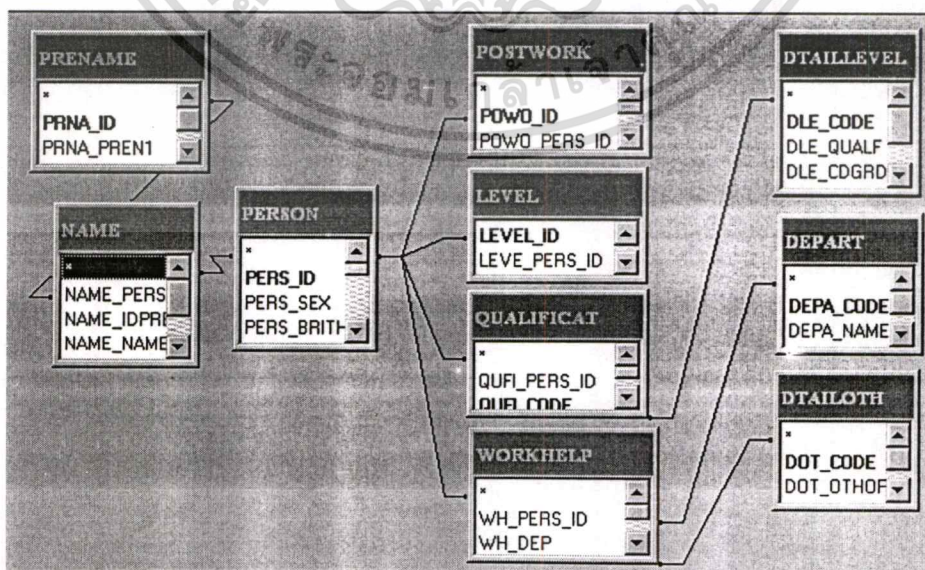 PRENAME
*
PRNA_ID
PRNA_PREN1
NAME
*
NAME_PERS
NAME_IDPRE
NAME_NAME
PERSON
*
PERS_ID
PERS_SEX
PERS_BRITH
POSTWORK
*
POWO_ID
POWO_PERS_ID
LEVEL
LEVEL_ID
LEVE_PERS_ID
QUALIFICAT
*
QUFI_PERS_ID
QUFI_CODE
WORKHELP
*
WH_PERS_ID
WH_DEP
DTAILLEVEL
*
DLE_CODE
DLE_QUALF
DLE_CDGRD
DEPART
*
DEPA_CODE
DEPA_NAME
DTAILOTH
*
DOT_CODE
DOT_OTHOF